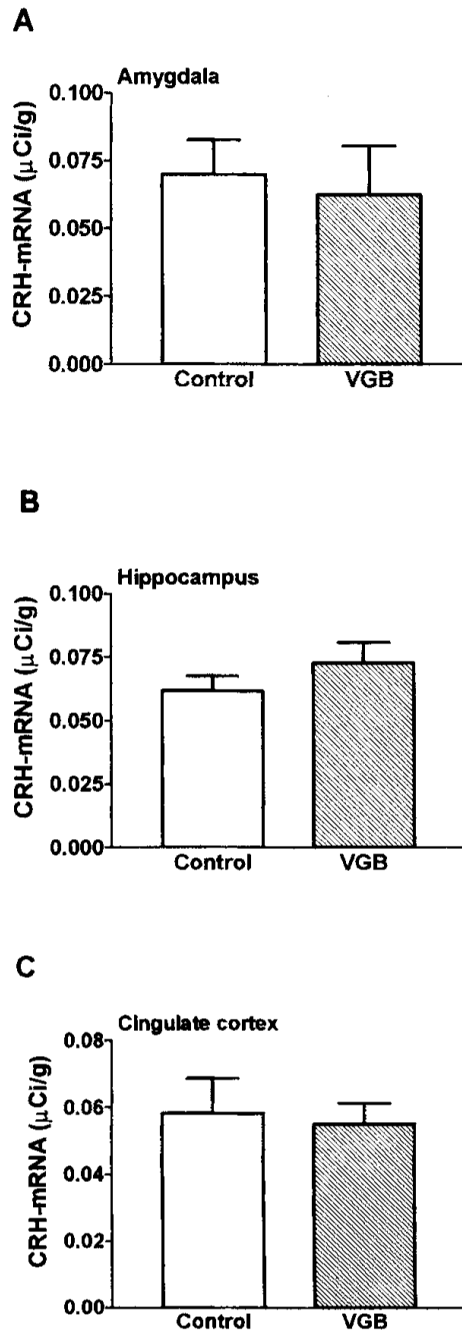 A
Amygdala
CRH-mRNA (μCi/g)
0.100
0.075
0.050
0.025
0.000
Control VGB
B
Hippocampus
CRH-mRNA (μCi/g)
0.100
0.075
0.050
0.025
0.000
Control VGB
C
Cingulate cortex
CRH-mRNA (μCi/g)
0.08
0.06
0.04
0.02
0.00
Control VGB